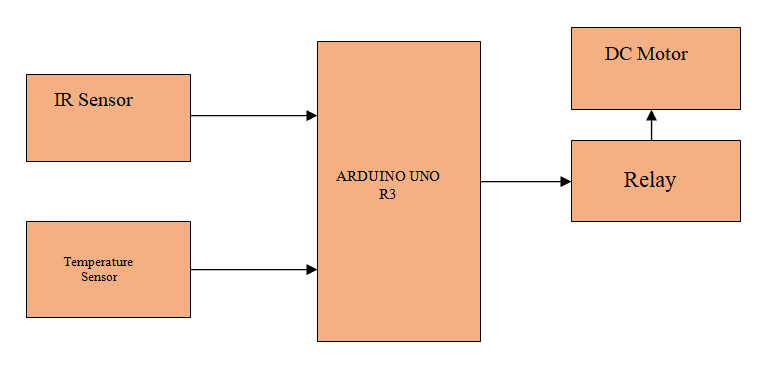 IR Sensor
Temperature
Sensor
ARDUINO UNO
R3
DC Motor
Relay